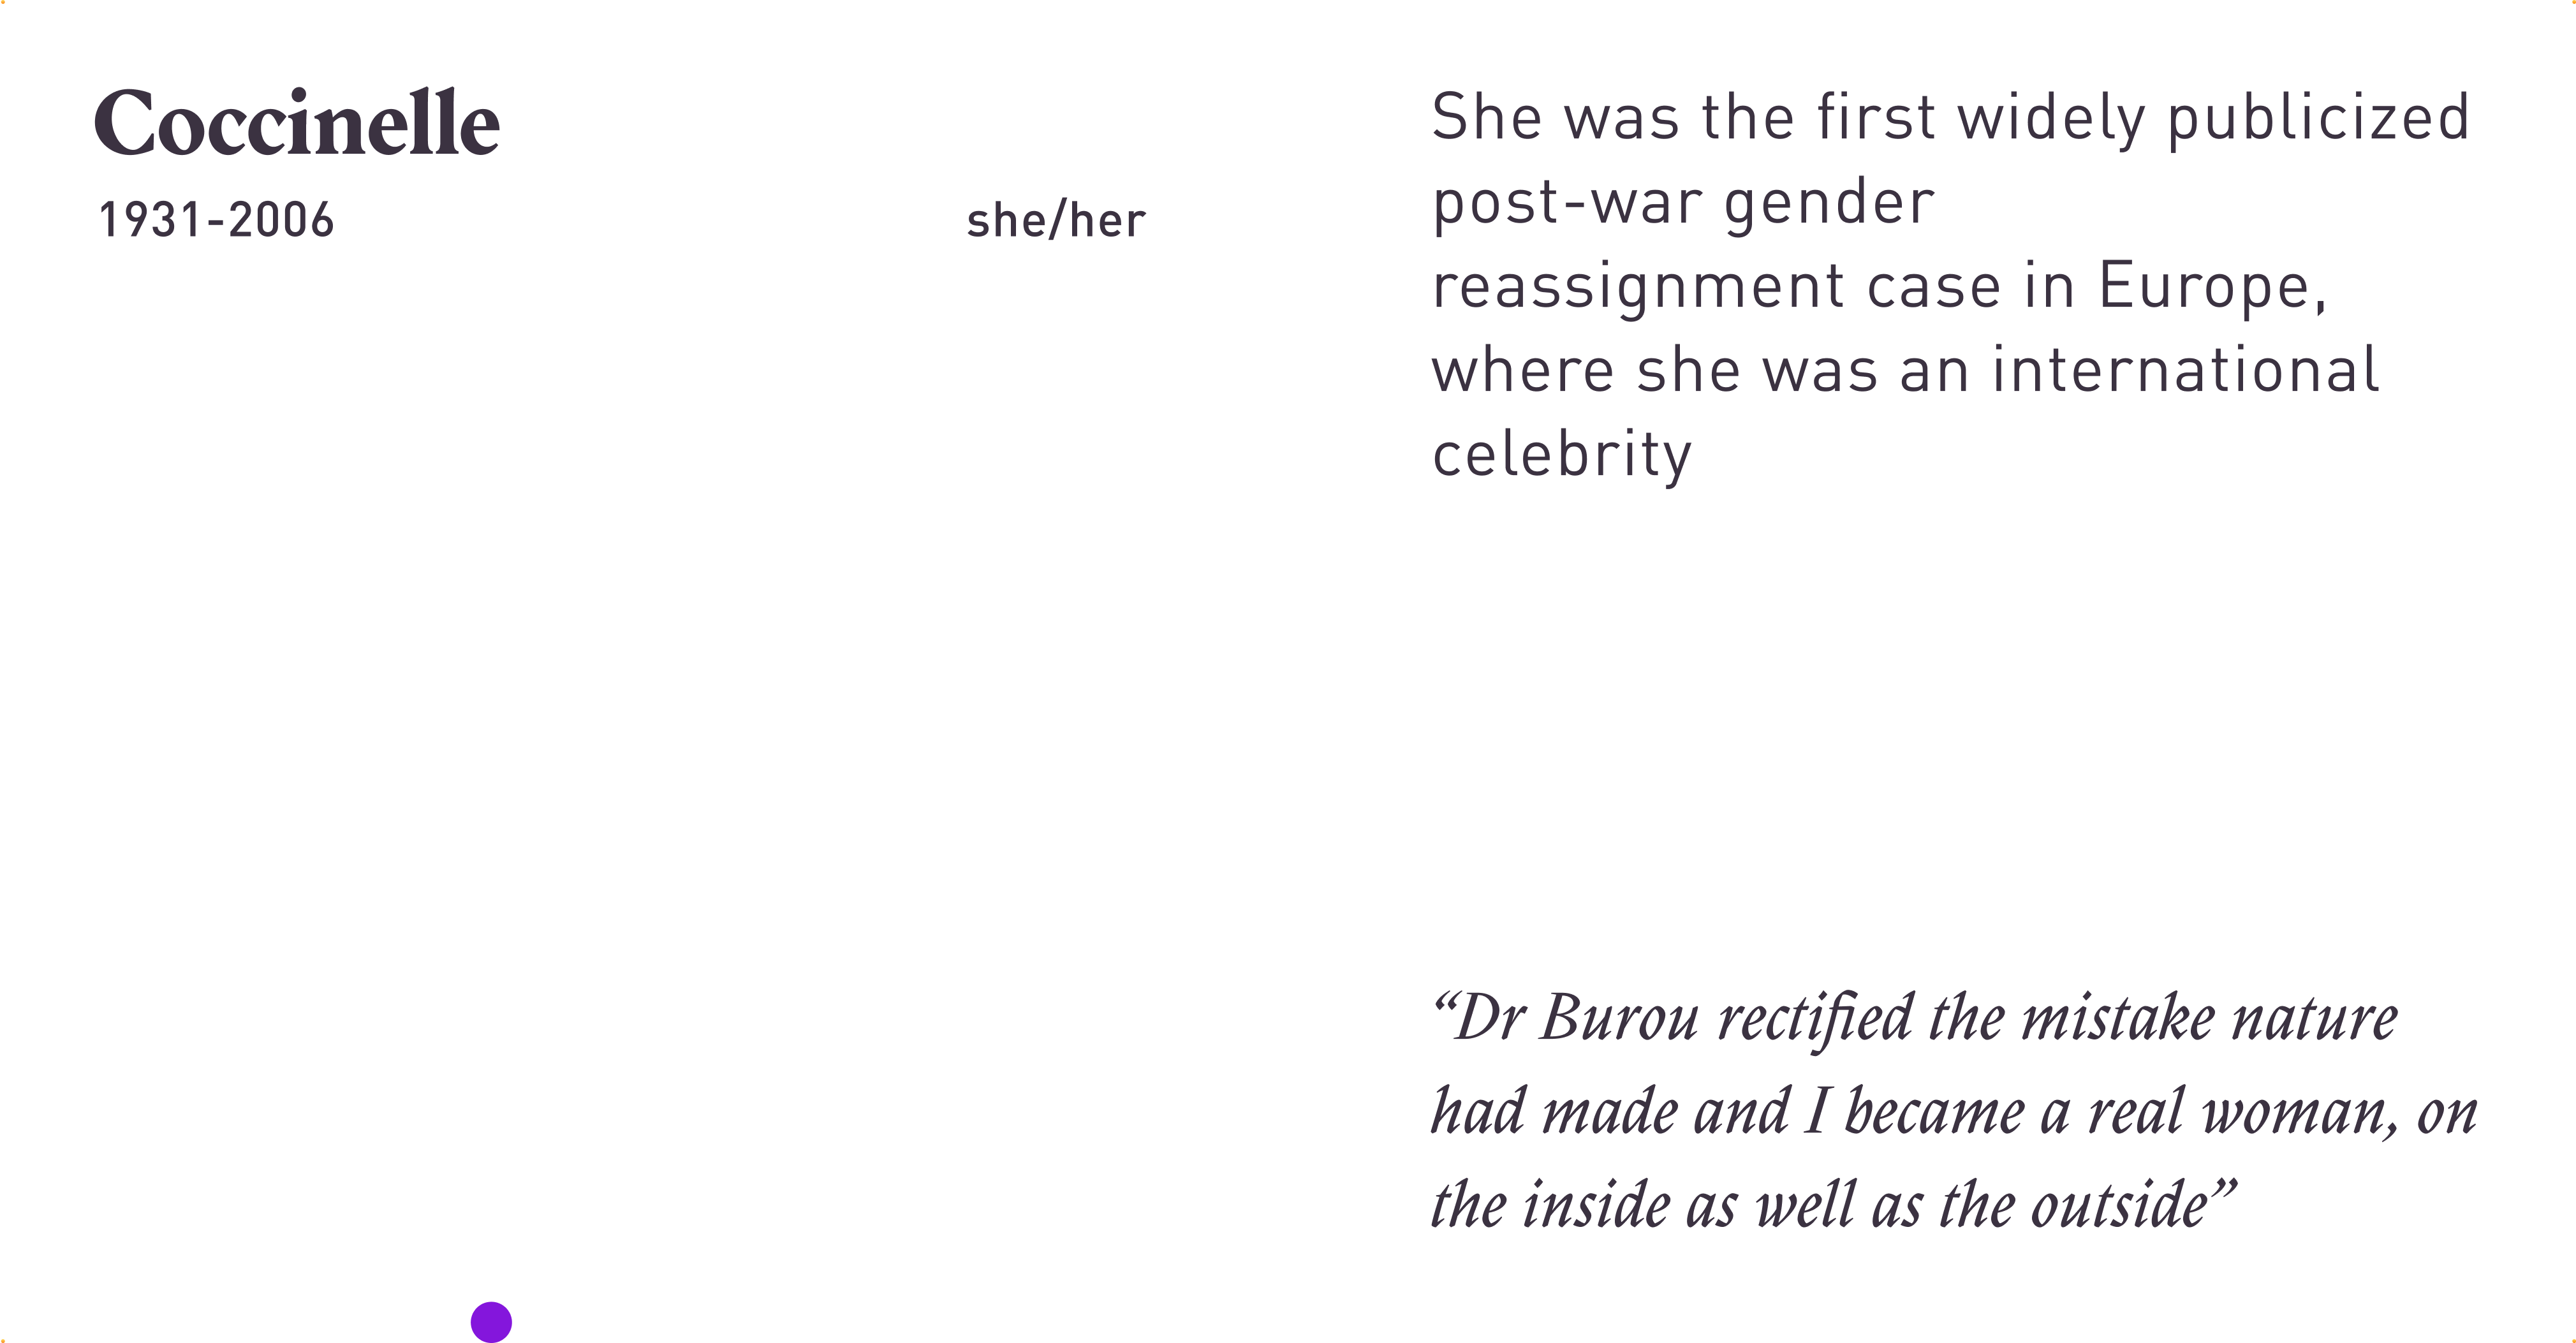 Coccinelle
1931-2006
she/her
She was the first widely publicized
post-war gender
reassignment case in Europe,
where she was an international
celebrity
“Dr Burou rectified the mistake nature
had made and I became a real woman, on
the inside as well as the outside”